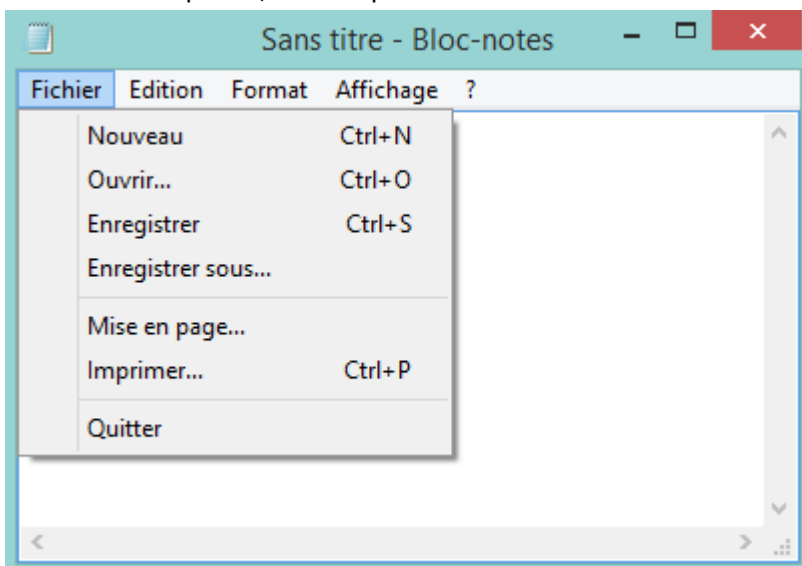 Sans titre - Bloc-notes
Fichier Edition Format Affichage ?
Nouveau Ctrl+N
Ouvrir... Ctrl+O
Enregistrer Ctrl+S
Enregistrer sous...
Mise en page...
Imprimer... Ctrl+P
Quitter